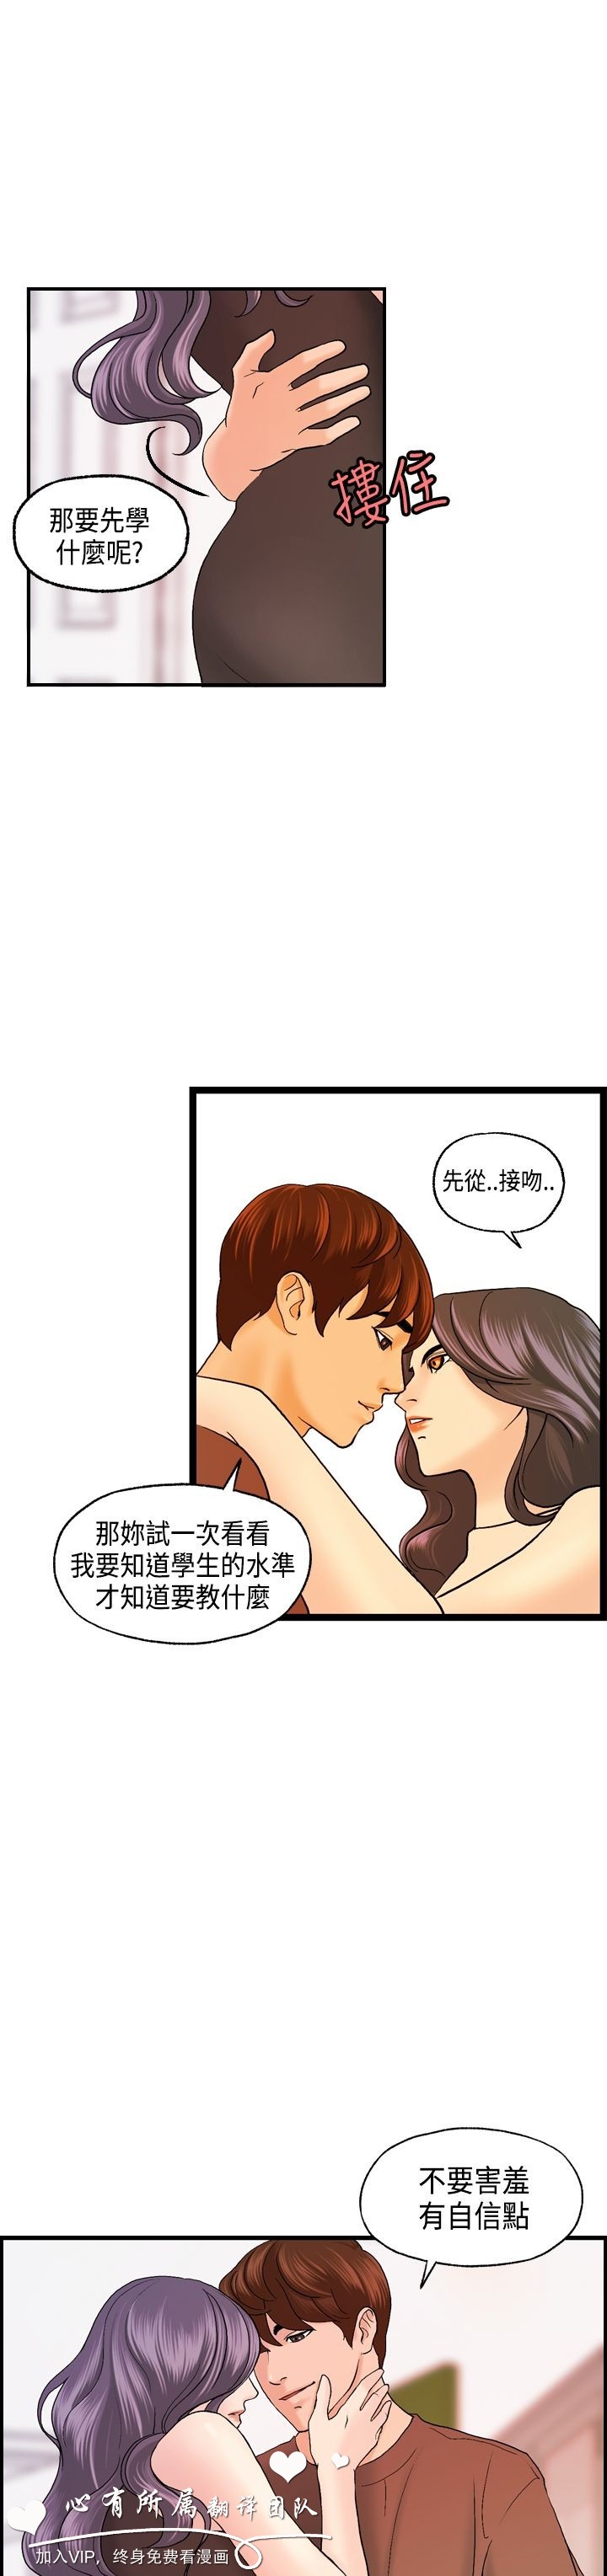 那要先學
什麼呢?
摟住
先從..接吻..
那妳試一次看看
我要知道學生的水準
才知道要教什麼
不要害羞
有自信點
心有所属翻译团队
加入VIP，终身免费看漫画